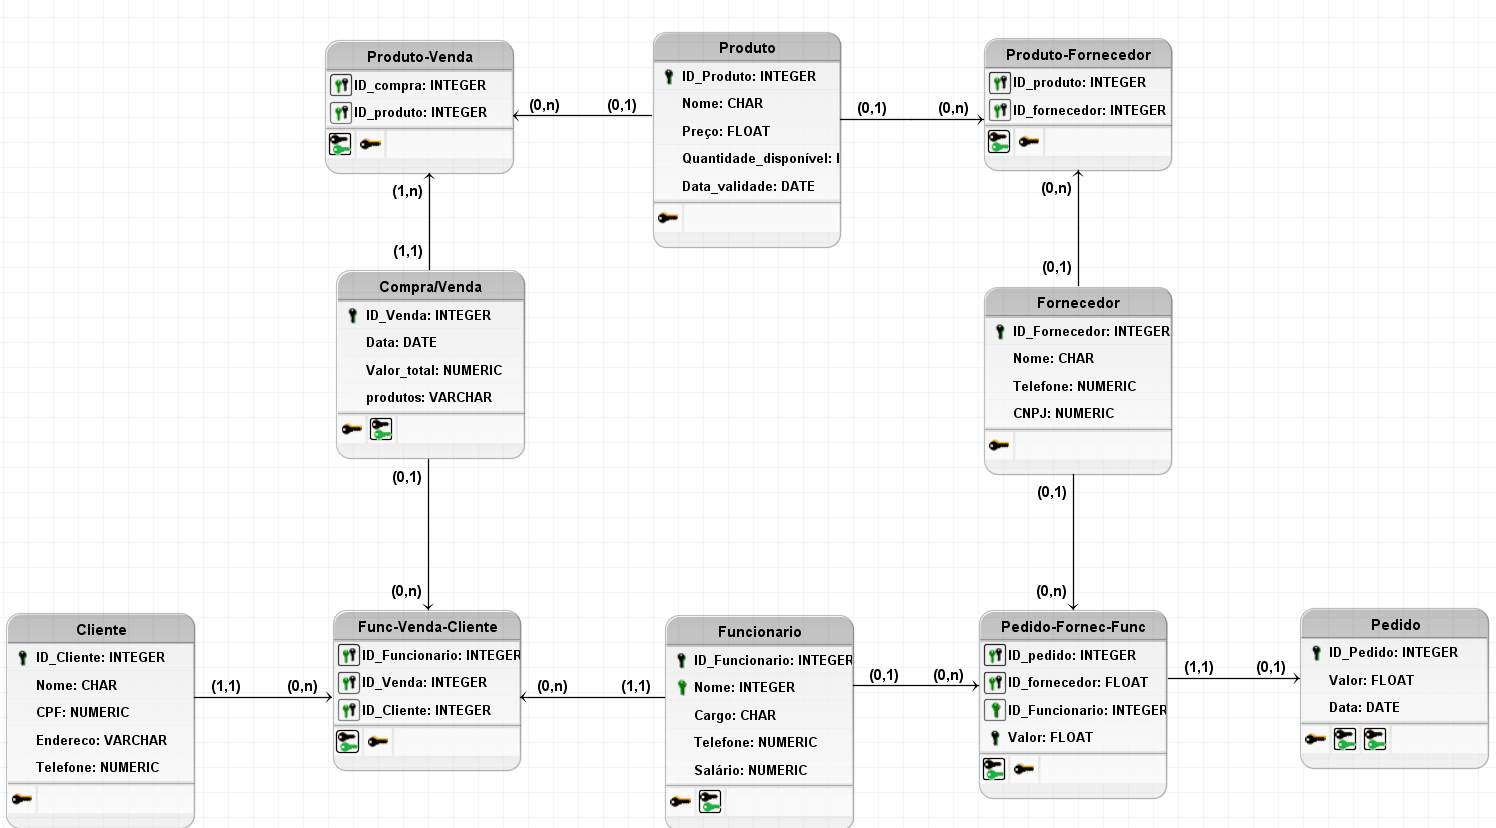 Produto-Venda
ID_compra: INTEGER
ID_produto: INTEGER
(0,n)
(0,1)
Produto
ID_Produto: INTEGER
Nome: CHAR
Preço: FLOAT
Quantidade_disponível: I
Data_validade: DATE
(0,1)
(0,n)
Produto-Fornecedor
ID_produto: INTEGER
ID_fornecedor: INTEGER
(1,n)
(1,1)
(0,n)
(0,1)
Compra/Venda
ID_Venda: INTEGER
Data: DATE
Valor_total: NUMERIC
produtos: VARCHAR
Fornecedor
ID_Fornecedor: INTEGER
Nome: CHAR
Telefone: NUMERIC
CNPJ: NUMERIC
(0,1)
(0,n)
(0,1)
(0,n)
Cliente
ID_Cliente: INTEGER
Nome: CHAR
CPF: NUMERIC
Endereco: VARCHAR
Telefone: NUMERIC
(1,1)
(0,n)
Func-Venda-Cliente
ID_Funcionario: INTEGER
ID_Venda: INTEGER
ID_Cliente: INTEGER
(0,n)
(1,1)
Funcionario
ID_Funcionario: INTEGER
Nome: INTEGER
Cargo: CHAR
Telefone: NUMERIC
Salário: NUMERIC
(0,1)
(0,n)
Pedido-Fornec-Func
ID_pedido: INTEGER
ID_fornecedor: FLOAT
ID_Funcionario: INTEGER
Valor: FLOAT
(1,1)
(0,1)
Pedido
ID_Pedido: INTEGER
Valor: FLOAT
Data: DATE